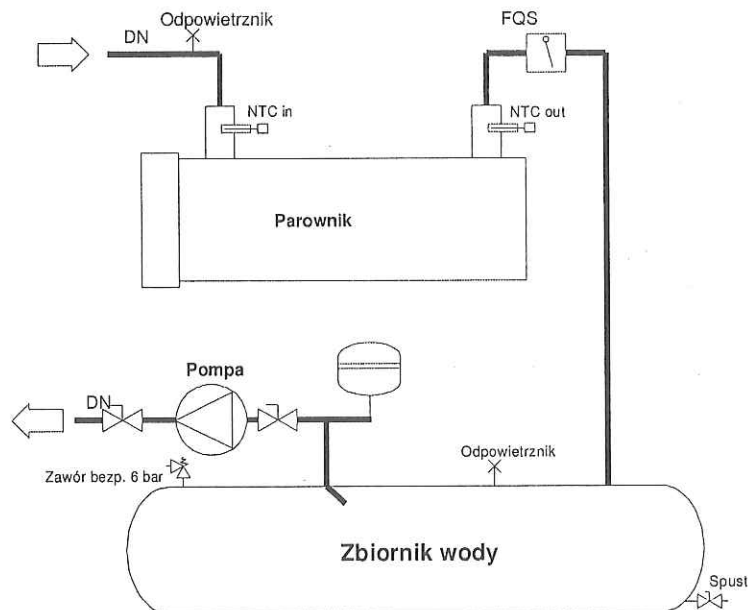 Odpowietrznik
FQS
DN
NTC in
NTC out
Parownik
Pompa
DN
Zawór bezp. 6 bar
Odpowietrznik
Zbiornik wody
Spust